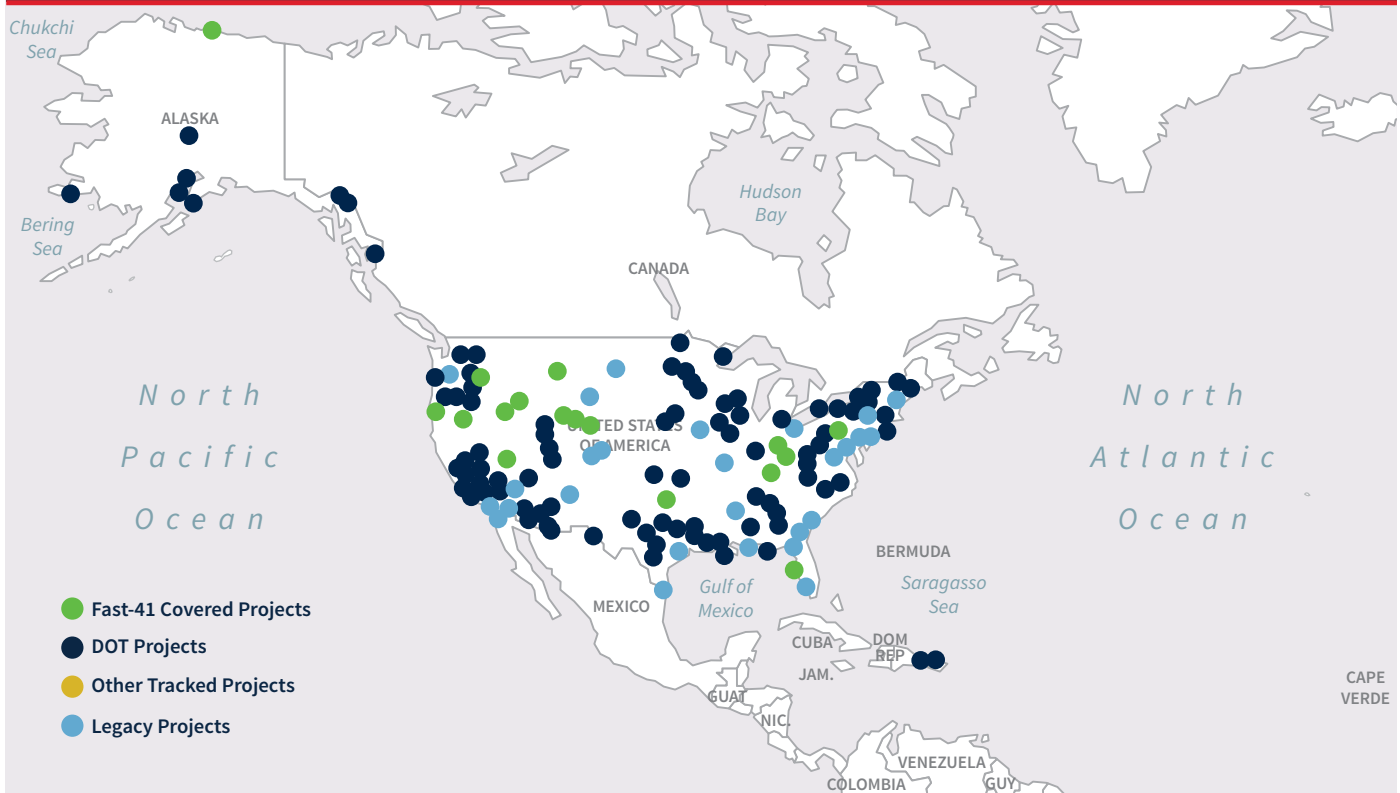 Chukchi
Sea
ALASKA
Bering
Sea
Hudson
Bay
CANADA
North
Pacific
Ocean
North
Atlantic
Ocean
UNITED STATES
OF AMERICA
BERMUDA
Saragasso
Sea
Gulf of
Mexico
MEXICO
CUBA
DOM
REP
JAM.
GUAT
NIC.
CAPE
VERDE
VENEZUELA
COLOMBIA
GUY
Fast-41 Covered Projects
DOT Projects
Other Tracked Projects
Legacy Projects